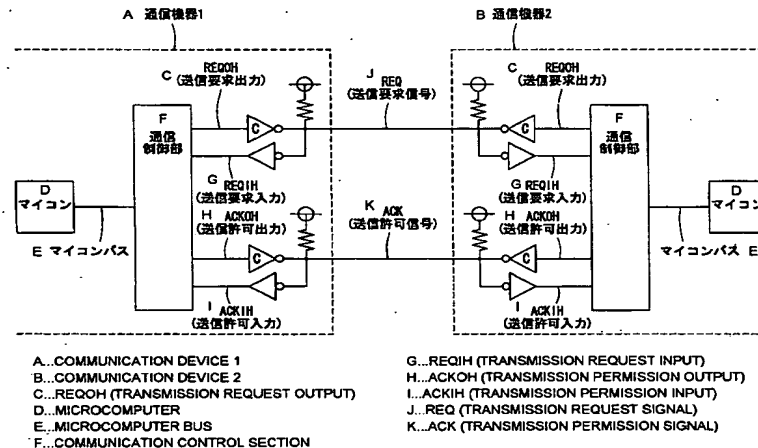 A 通信機器1
B 通信機器2
C REQOH
(送信要求出力)
J REQ
(送信要求信号)
C REQOH
(送信要求出力)
F
通信
制御部
C
C
F
通信
制御部
G REQIH
(送信要求入力)
G REQIH
(送信要求入力)
D
マイコン
E マイコンバス
H ACKOH
(送信許可出力)
K ACK
(送信許可信号)
H ACKOH
(送信許可出力)
D
マイコン
マイコンバス E
C
C
I ACKIH
(送信許可入力)
I ACKIH
(送信許可入力)
A...COMMUNICATION DEVICE 1
B...COMMUNICATION DEVICE 2
C...REQOH (TRANSMISSION REQUEST OUTPUT)
D...MICROCOMPUTER
E...MICROCOMPUTER BUS
F...COMMUNICATION CONTROL SECTION
G...REQIH (TRANSMISSION REQUEST INPUT)
H...ACKOH (TRANSMISSION PERMISSION OUTPUT)
I...ACKIH (TRANSMISSION PERMISSION INPUT)
J...REQ (TRANSMISSION REQUEST SIGNAL)
K...ACK (TRANSMISSION PERMISSION SIGNAL)